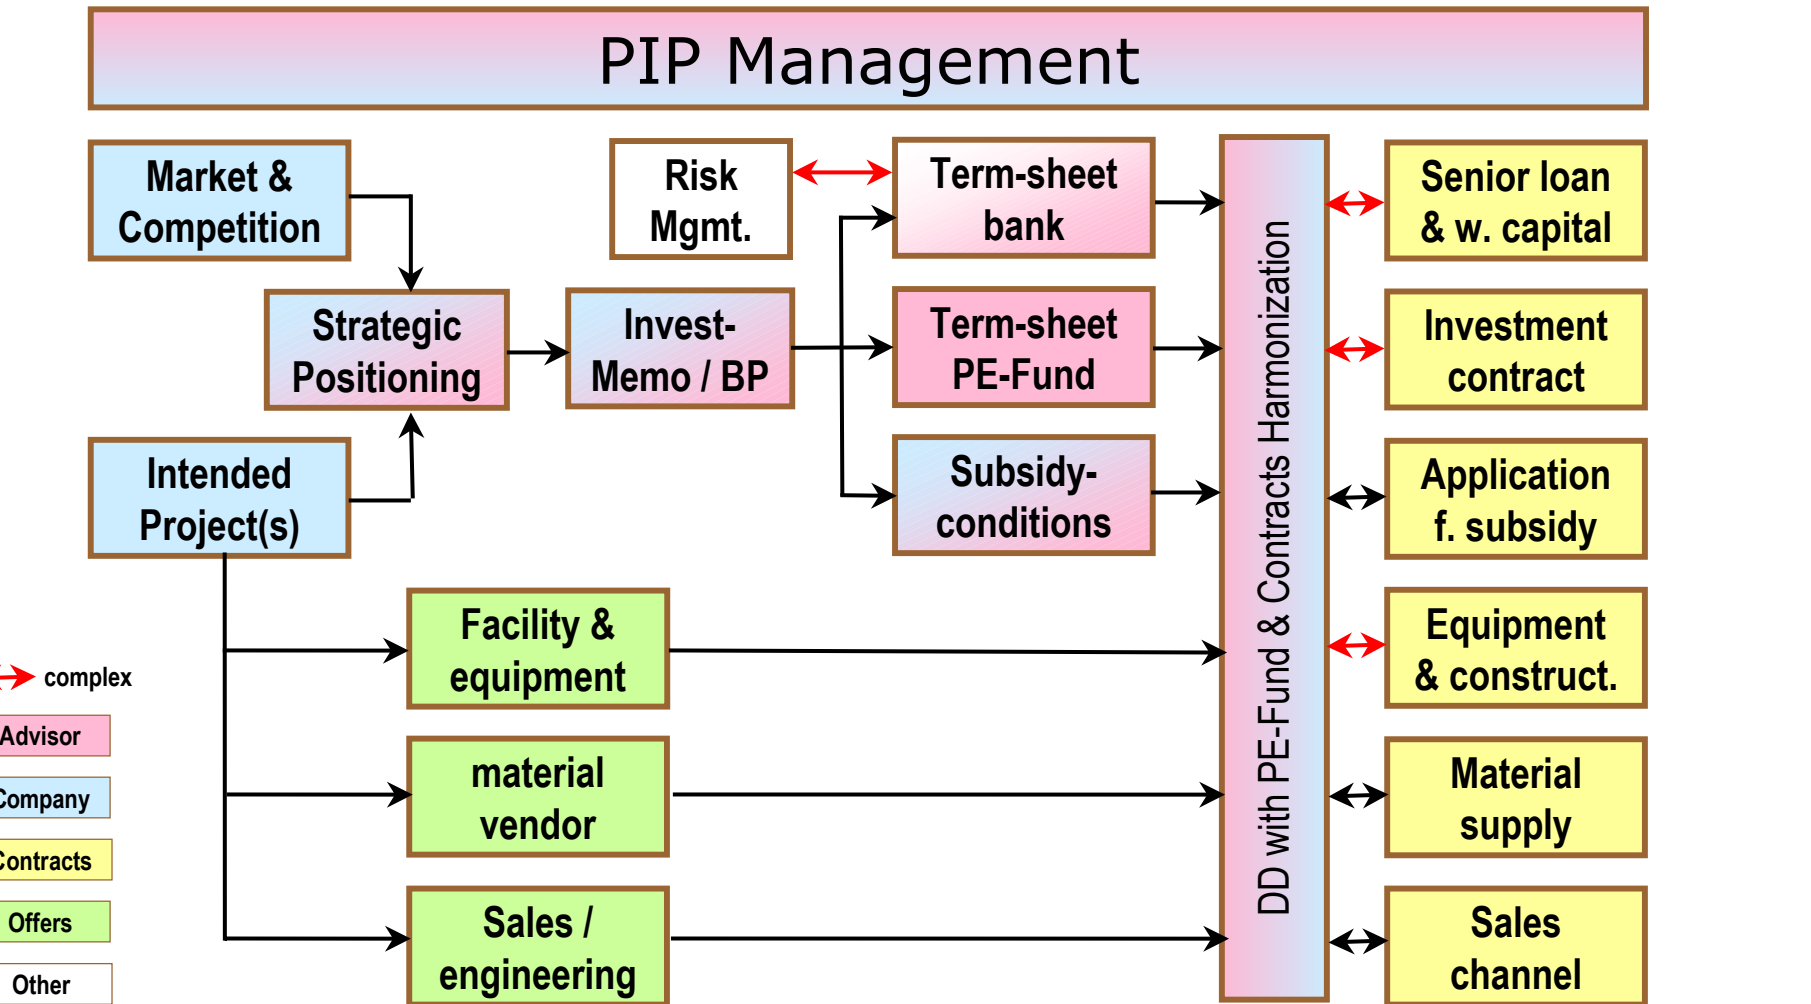 PIP Management
Market &
Competition
Risk
Mgmt.
Term-sheet
bank
Senior loan
& w. capital
Strategic
Positioning
Invest-
Memo / BP
Term-sheet
PE-Fund
Investment
contract
Intended
Project(s)
Subsidy-
conditions
Application
f. subsidy
DD with PE-Fund & Contracts Harmonization
Facility &
equipment
Equipment
& construct.
material
vendor
Material
supply
Sales /
engineering
Sales
channel
complex
Advisor
Company
Contracts
Offers
Other